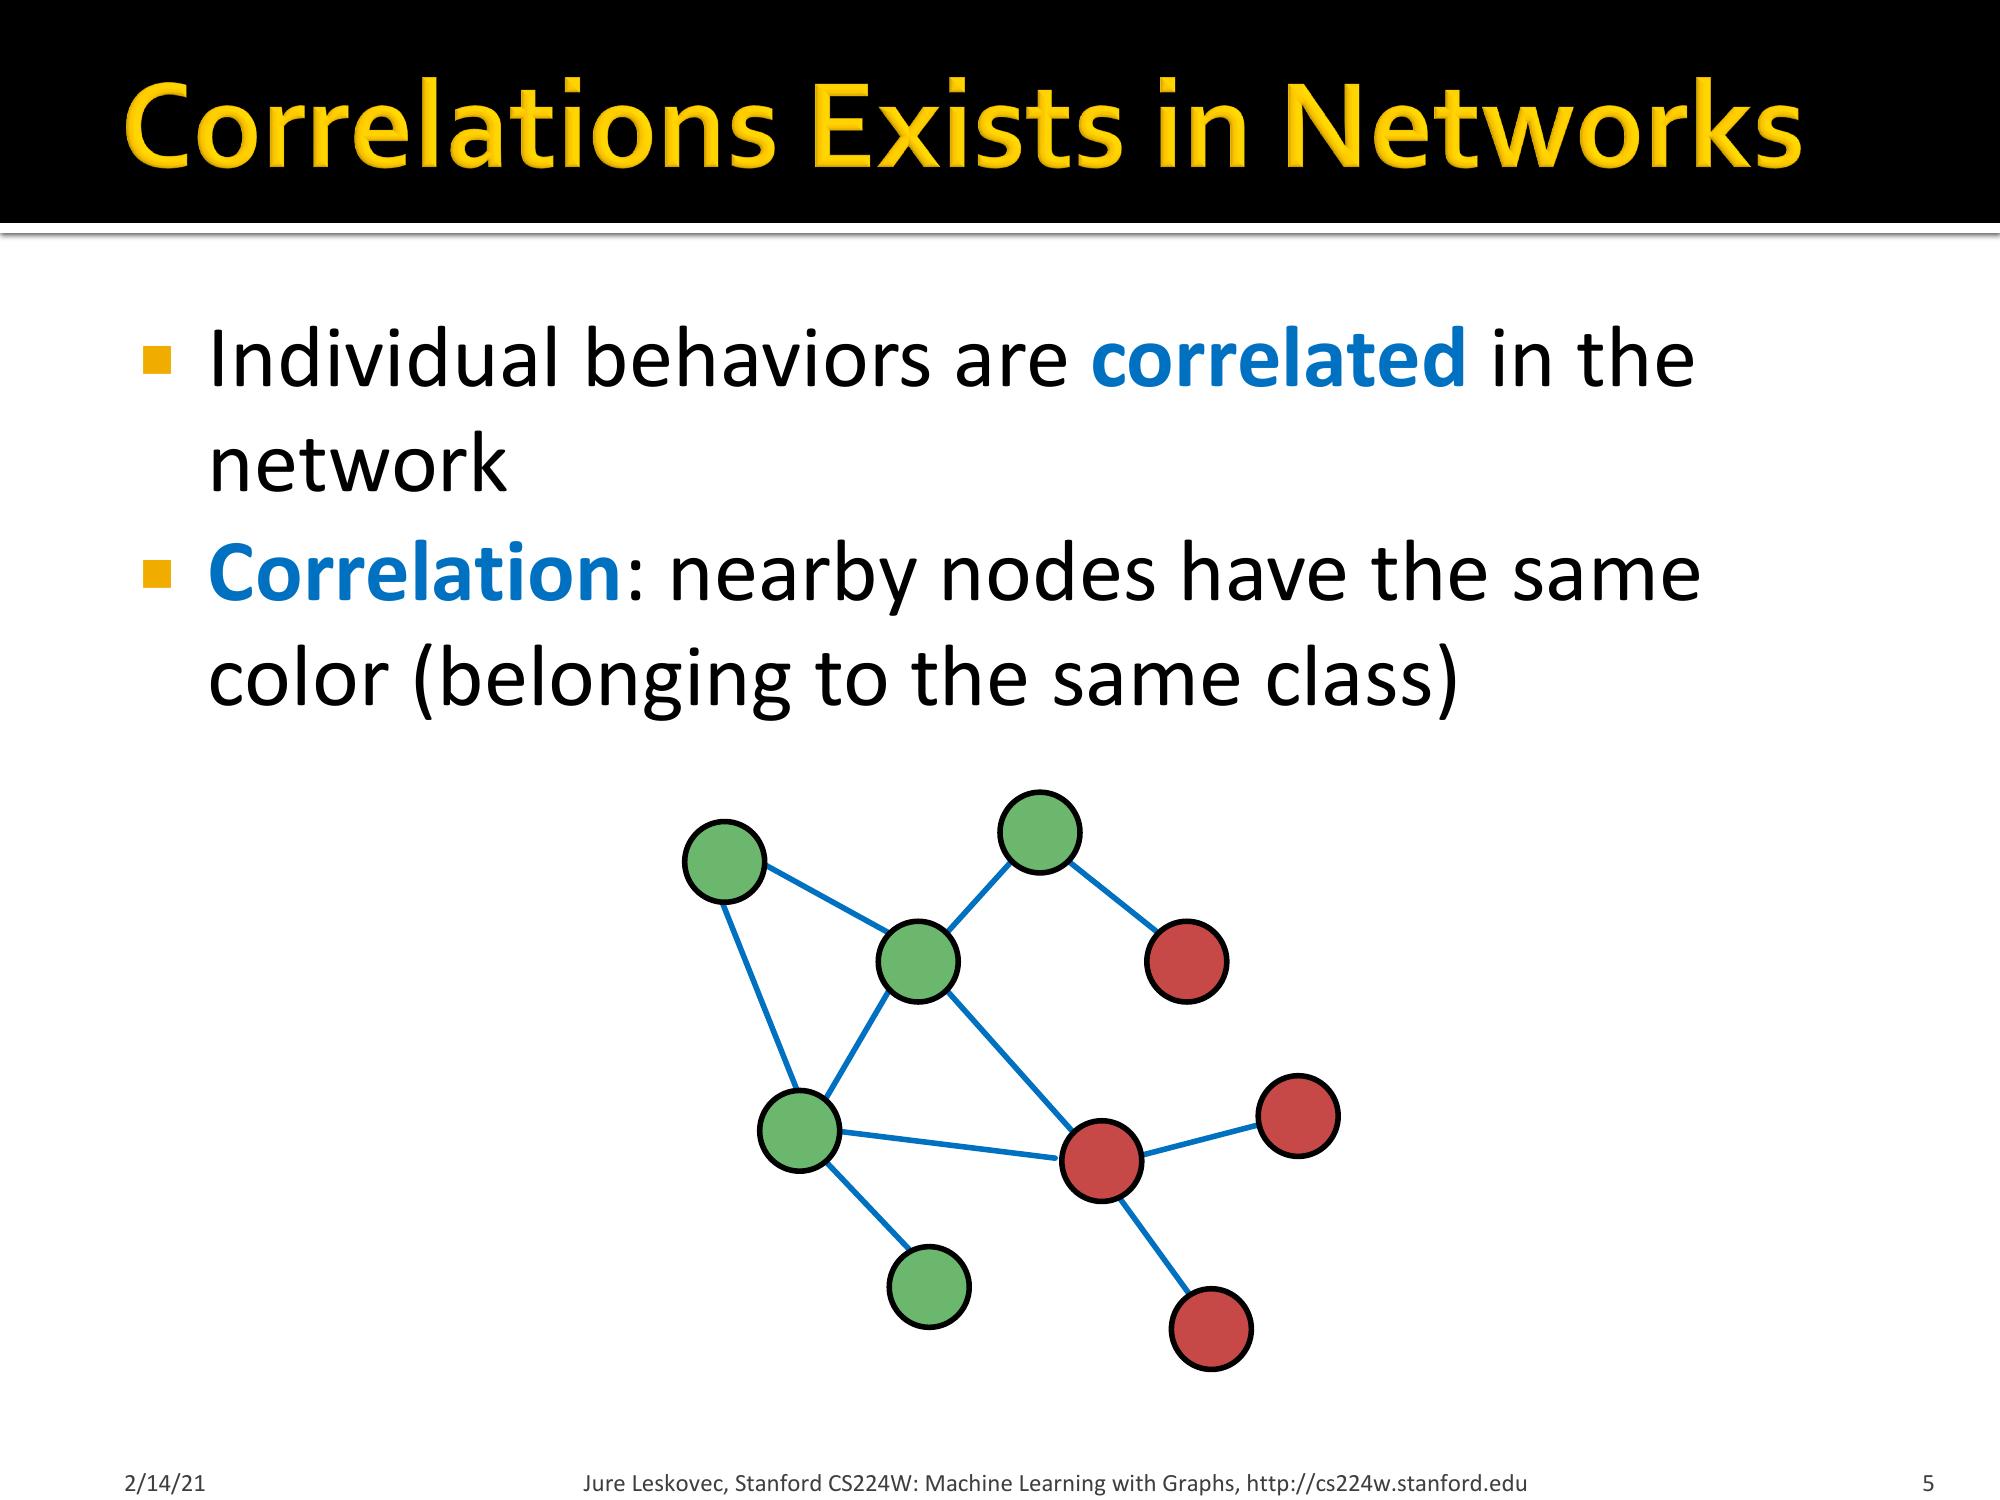 Correlations Exists in Networks
Individual behaviors are correlated in the
network
Correlation: nearby nodes have the same
color (belonging to the same class)
2/14/21
Jure Leskovec, Stanford CS224W: Machine Learning with Graphs, http://cs224w.stanford.edu
5